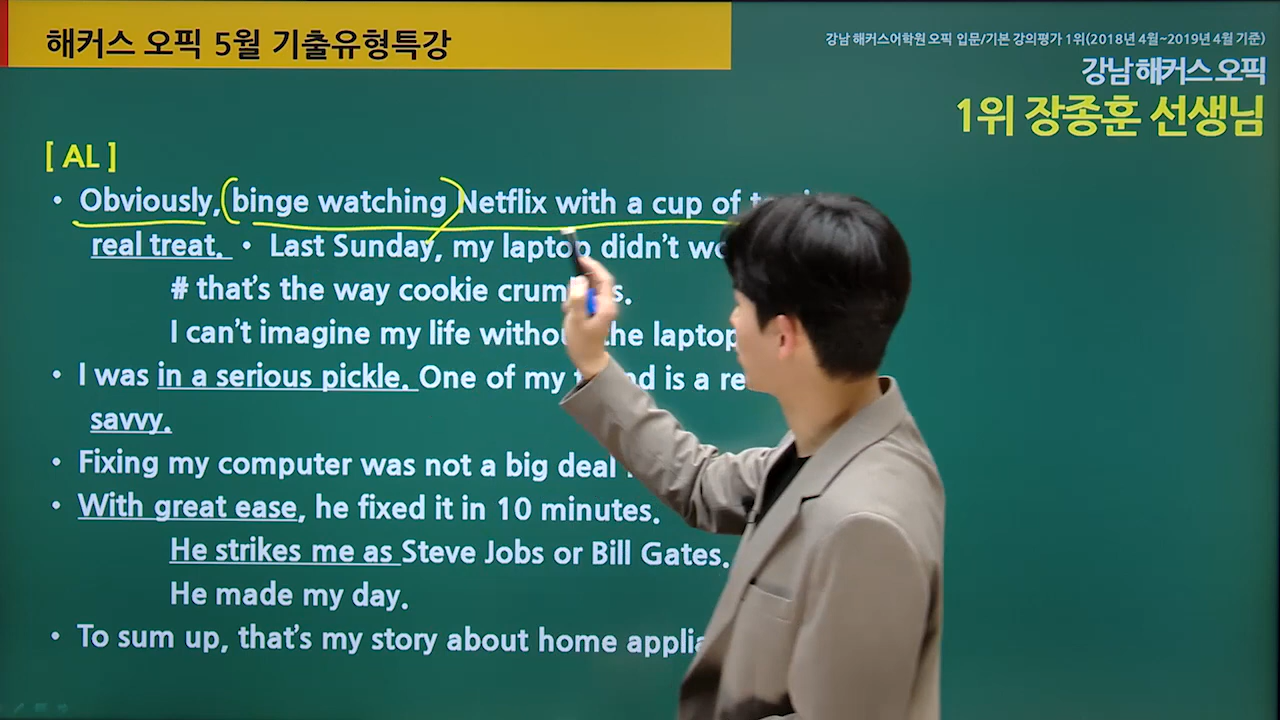 해커스 오픽 5월 기출유형특강
강남 해커스어학원 오픽 입문/기본 강의평가 1위(2018년 4월~2019년 4월 기준)
강남 해커스 오픽
1위 장종훈 선생님
[ AL ]
• Obviously, binge watching Netflix with a cup of
real treat. • Last Sunday, my laptop didn't
# that's the way cookie
I can't imagine my life the laptop
• I was in a serious pickle. One of my is a
savvy.
• Fixing my computer was not a big deal
• With great ease, he fixed it in 10 minutes.
He strikes me as Steve Jobs or Bill Gates.
He made my day.
• To sum up, that's my story about home